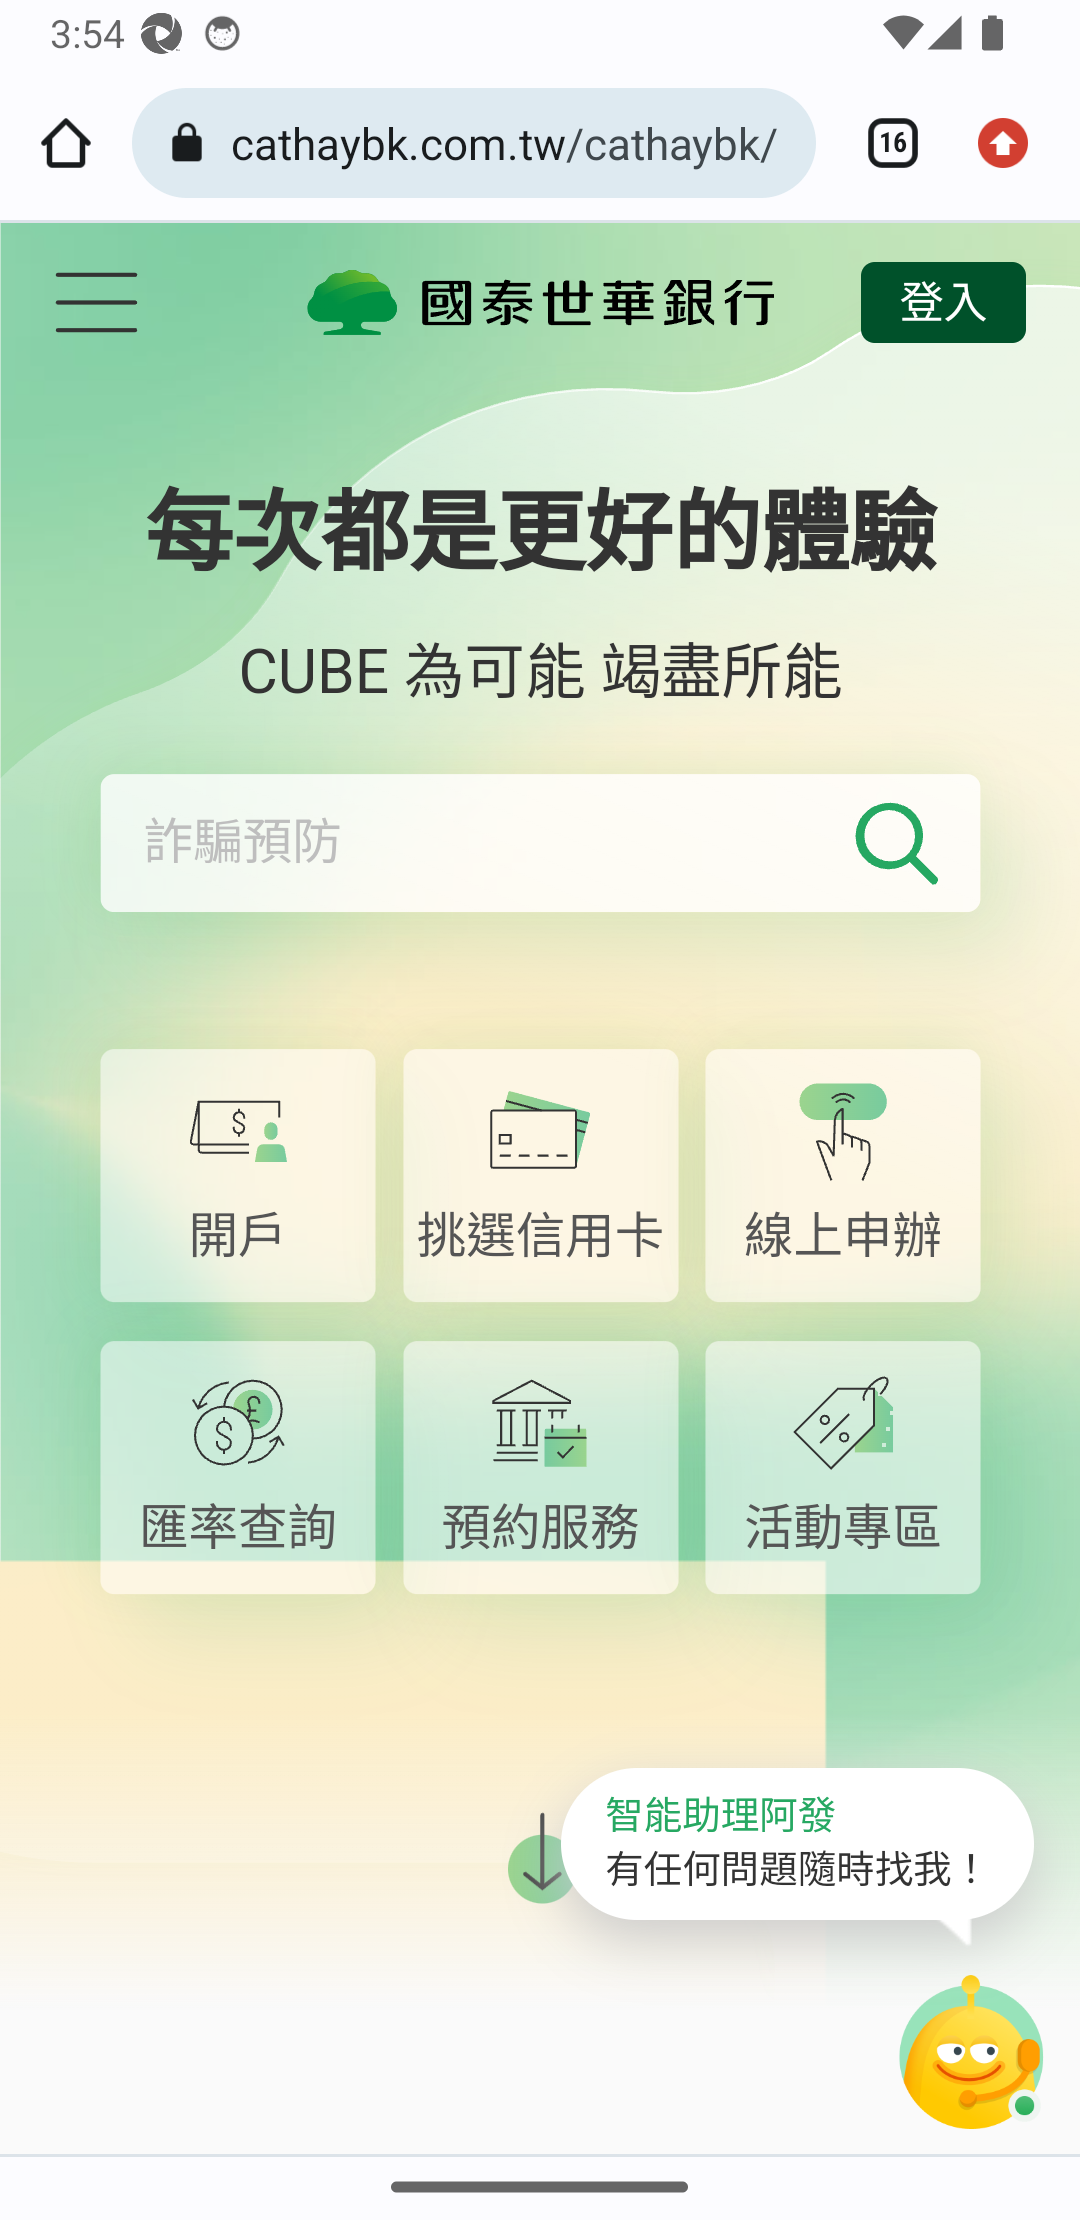 3:54
cathaybk.com.tw/cathaybk/
16
國泰世華銀行
登入
每次都是更好的體驗
CUBE 為可能 竭盡所能
詐騙預防
開戶
挑選信用卡
線上申辦
匯率查詢
預約服務
活動專區
智能助理阿發
有任何問題隨時找我！